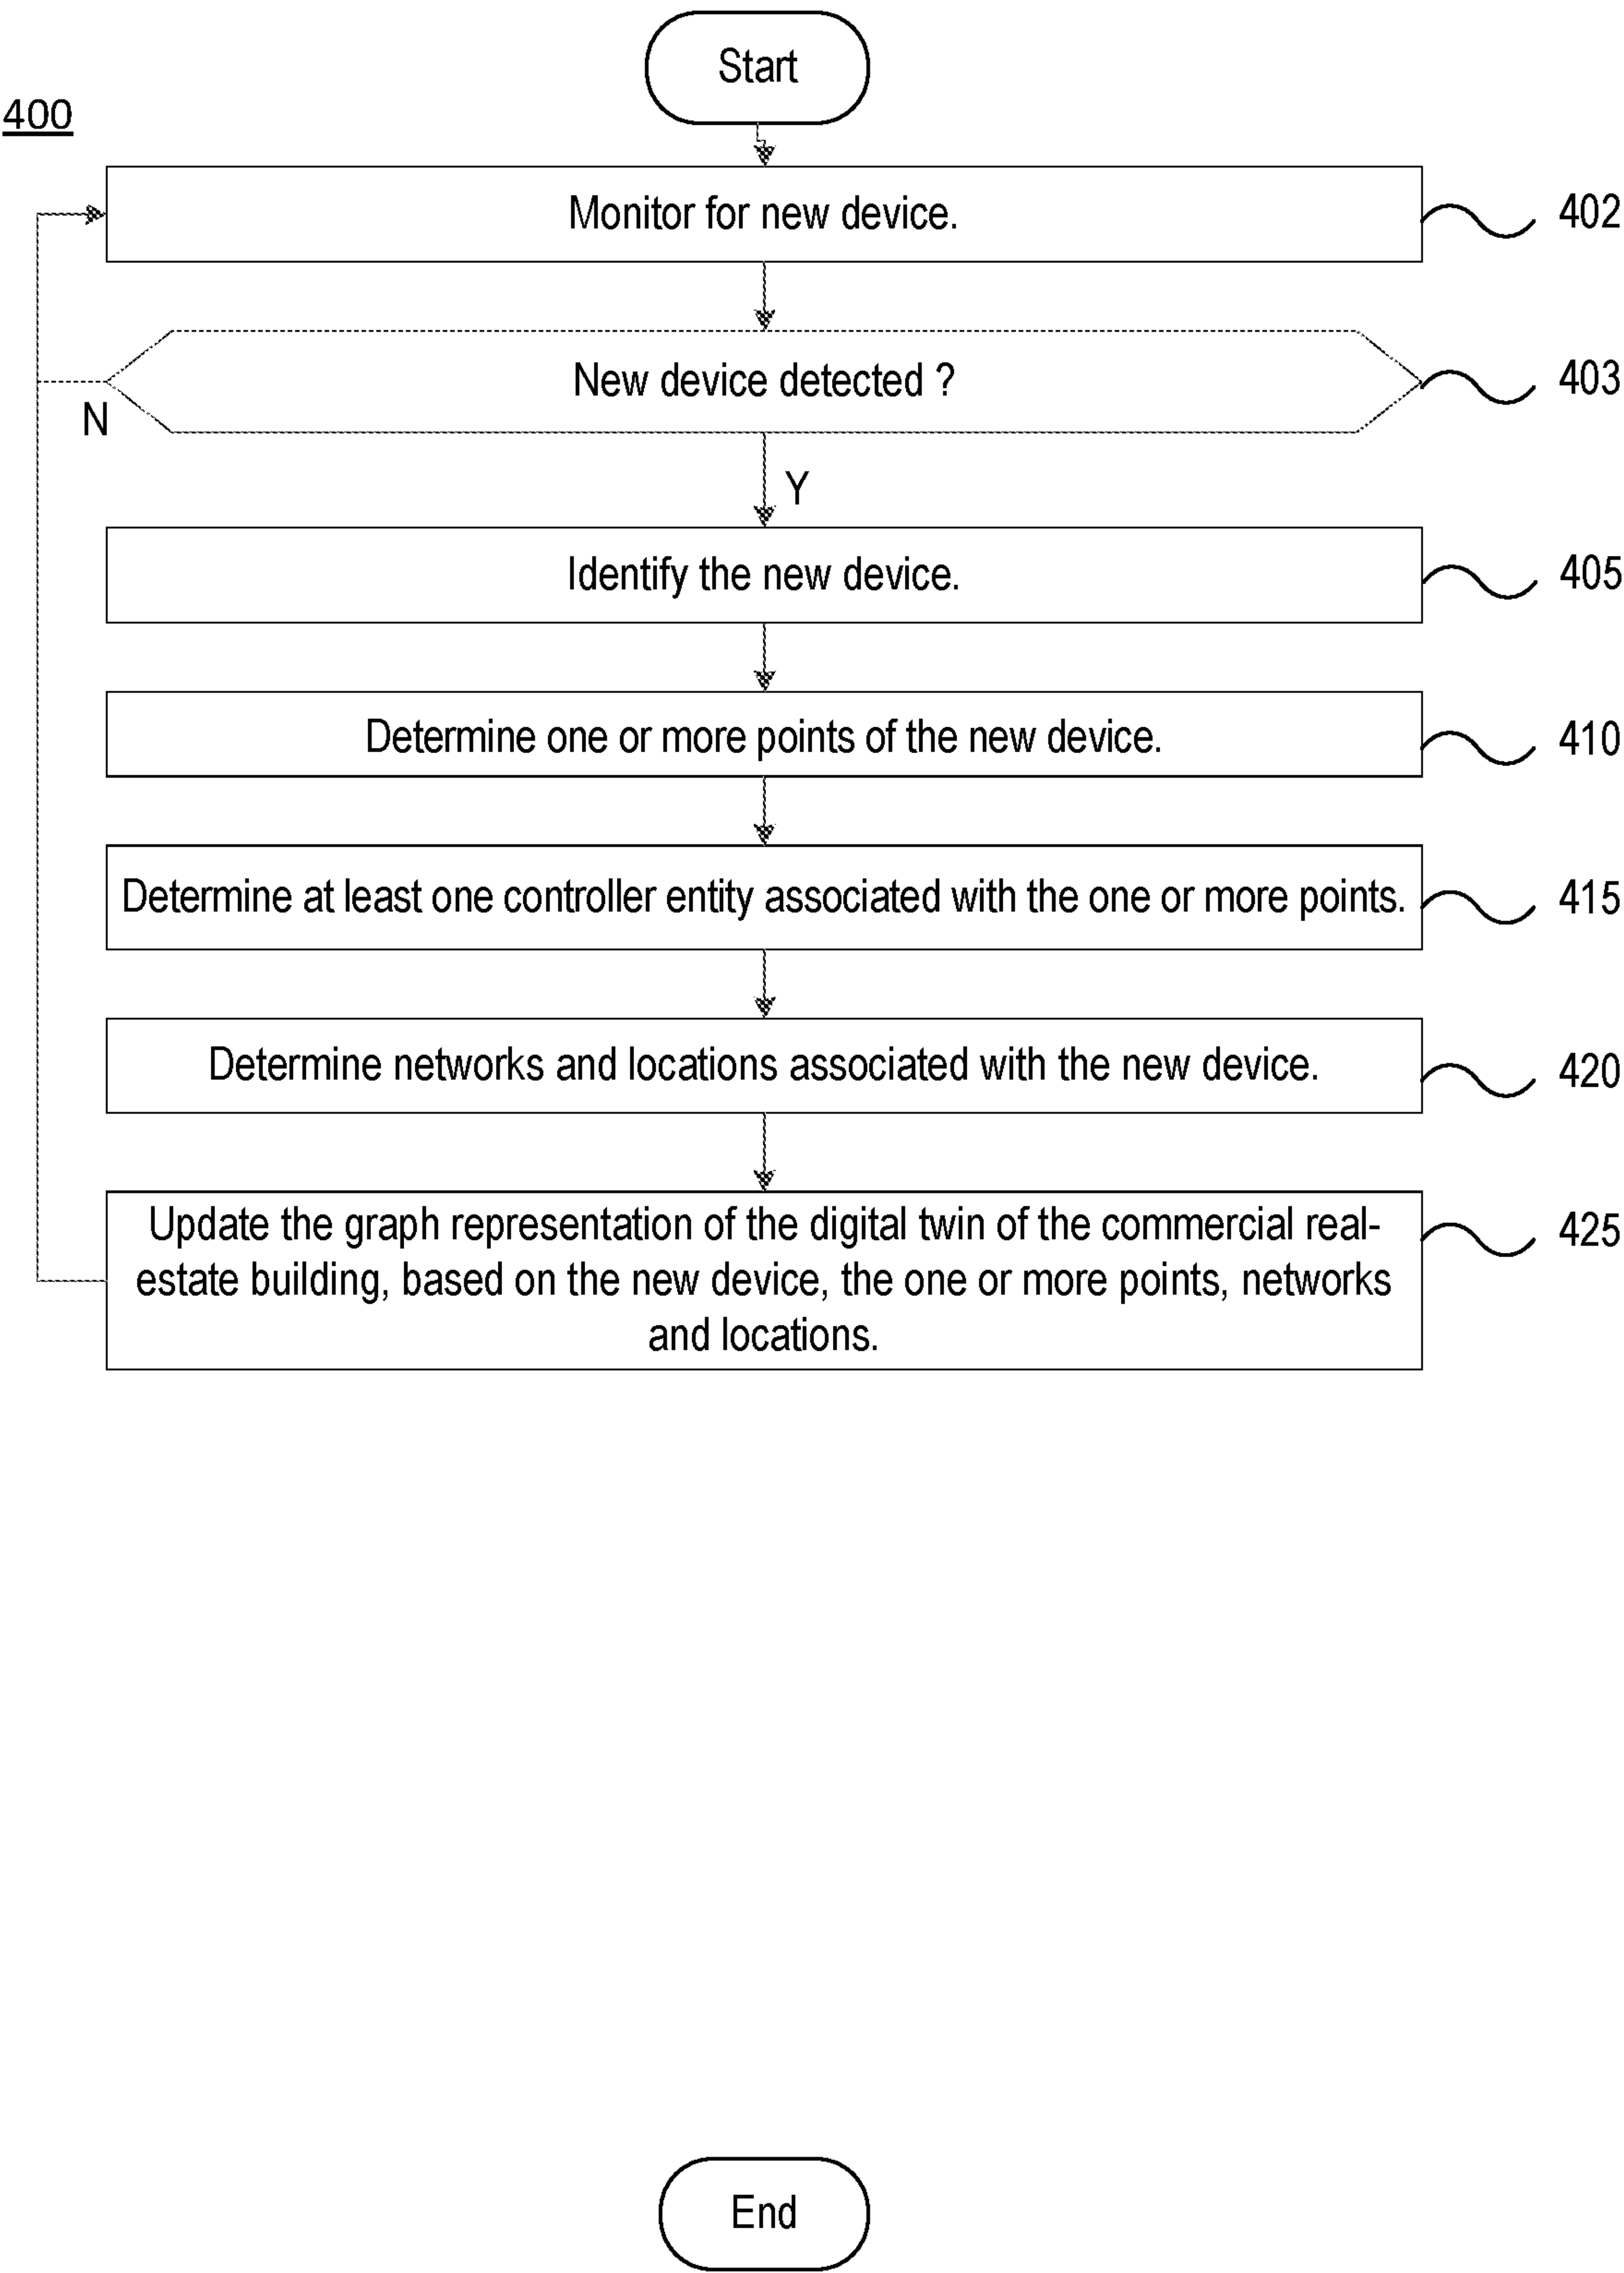 Start
400
Monitor for new device.
402
New device detected ?
403
N
Y
Identify the new device.
405
Determine one or more points of the new device.
410
Determine at least one controller entity associated with the one or more points.
415
Determine networks and locations associated with the new device.
420
Update the graph representation of the digital twin of the commercial real-
estate building, based on the new device, the one or more points, networks
and locations.
425
End